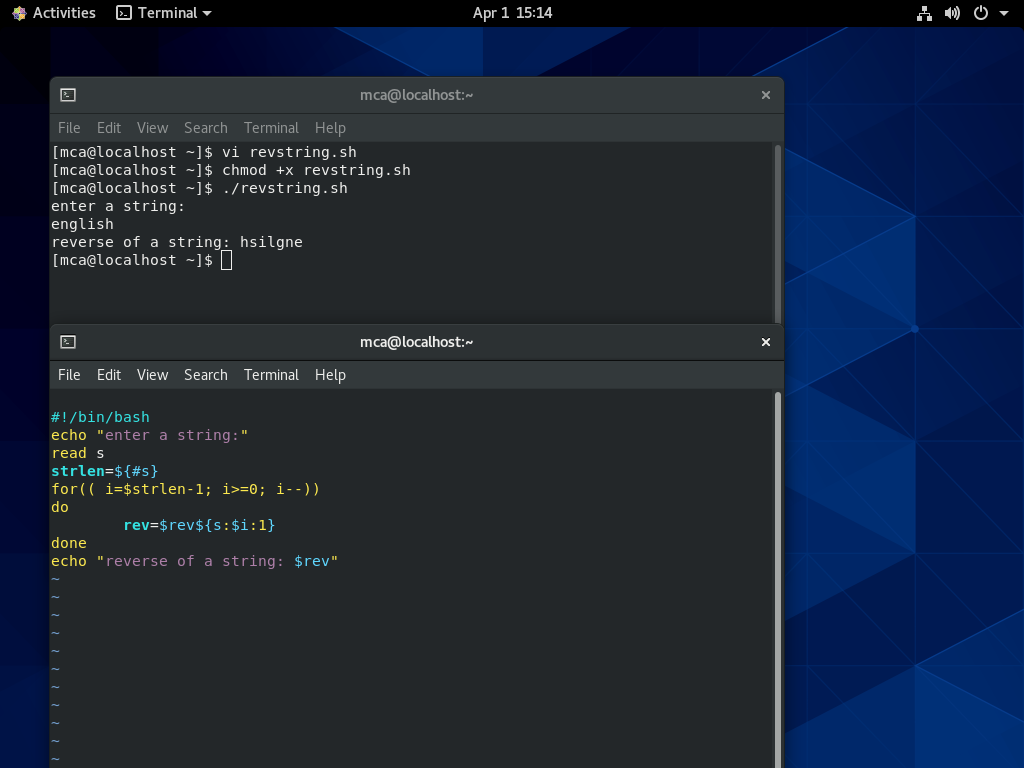 Activities Terminal Apr 1 15:14
mca@localhost:~ ×
File Edit View Search Terminal Help
[mca@localhost ~]$ vi revstring.sh
[mca@localhost ~]$ chmod +x revstring.sh
[mca@localhost ~]$ ./revstring.sh
enter a string:
english
reverse of a string: hsilgne
[mca@localhost ~]$
mca@localhost:~ ×
File Edit View Search Terminal Help
#!/bin/bash
echo "enter a string:"
read s
strlen=${#s}
for(( i=$strlen-1; i>=0; i--))
do
        rev=$rev${s:$i:1}
done
echo "reverse of a string: $rev"
~
~
~
~
~
~
~
~
~
~
~